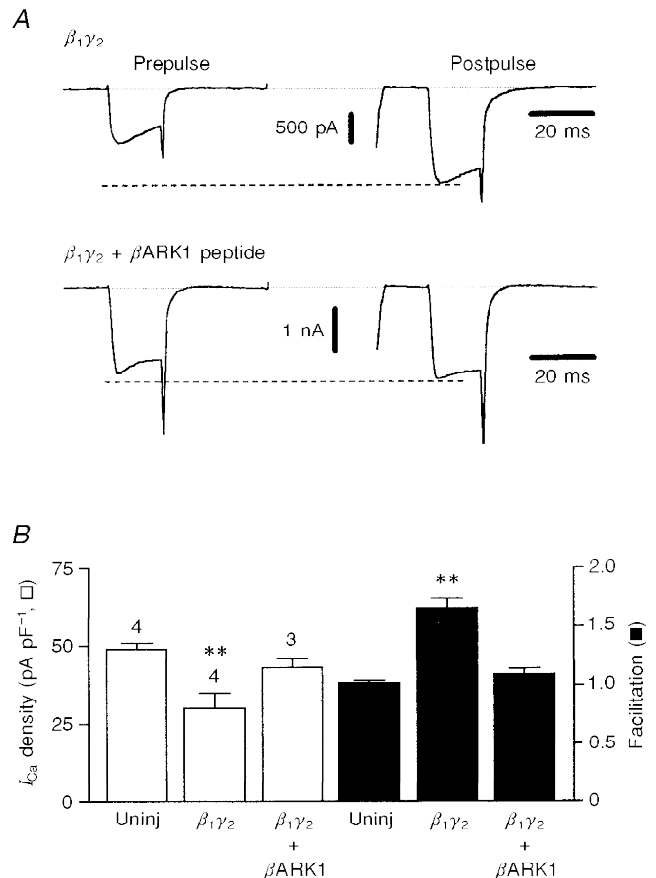 A
β₁γ₂
Prepulse
Postpulse
500 pA
20 ms
β₁γ₂ + βARK1 peptide
1 nA
20 ms
B
i_Ca density (pA pF⁻¹, □)
75
50
25
0
4
**
4
3
**
Uninj
β₁γ₂
β₁γ₂
+
βARK1
Uninj
β₁γ₂
β₁γ₂
+
βARK1
2.0
1.5
1.0
0.5
0
Facilitation (■)